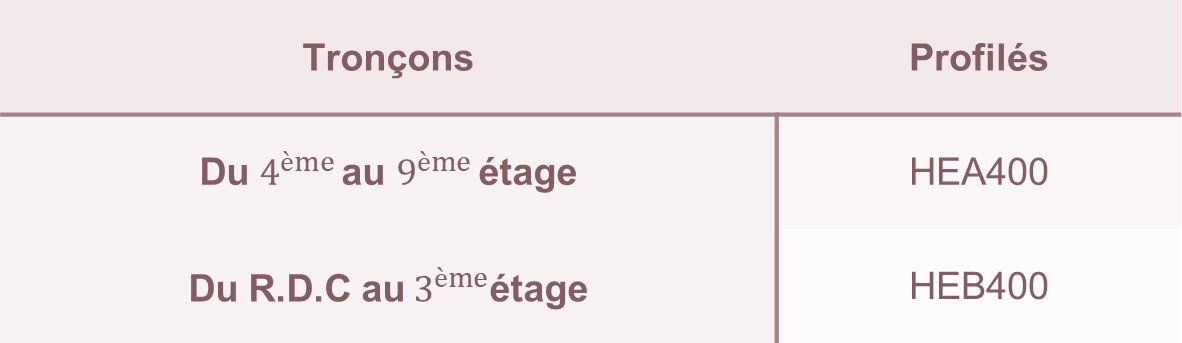 Tronçons Profilés
Du 4ème au 9ème étage HEA400
Du R.D.C au 3ème étage HEB400